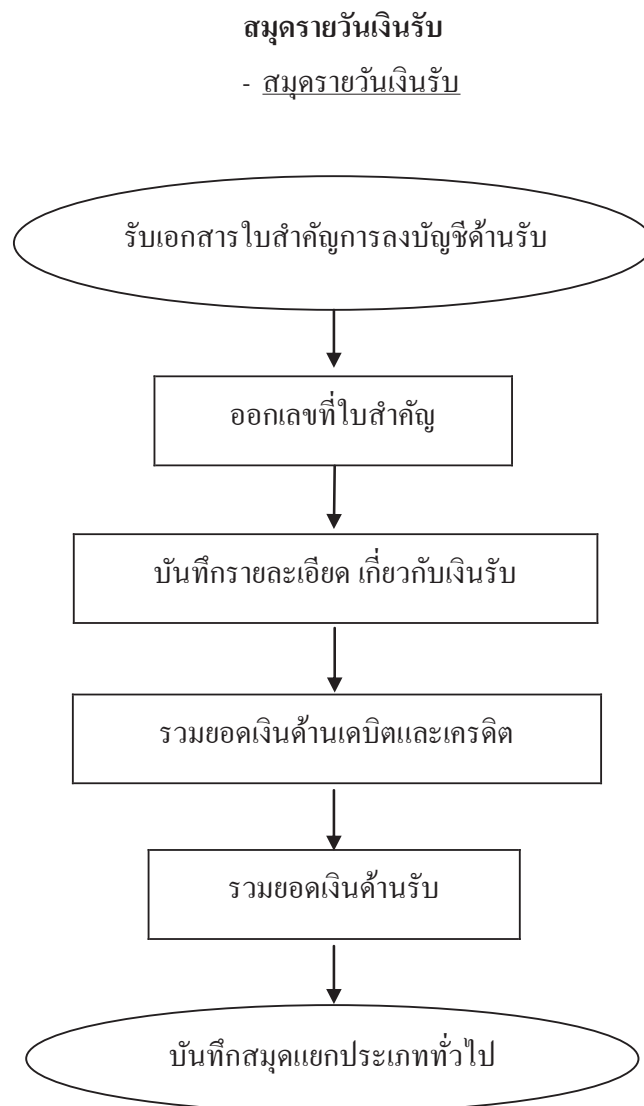 สมุดรายวันเงินรับ
- สมุดรายวันเงินรับ
รับเอกสารใบสำคัญการลงบัญชีด้านรับ
ออกเลขที่ใบสำคัญ
บันทึกรายละเอียด เกี่ยวกับเงินรับ
รวมยอดเงินด้านเดบิตและเครดิต
รวมยอดเงินด้านรับ
บันทึกสมุดแยกประเภททั่วไป